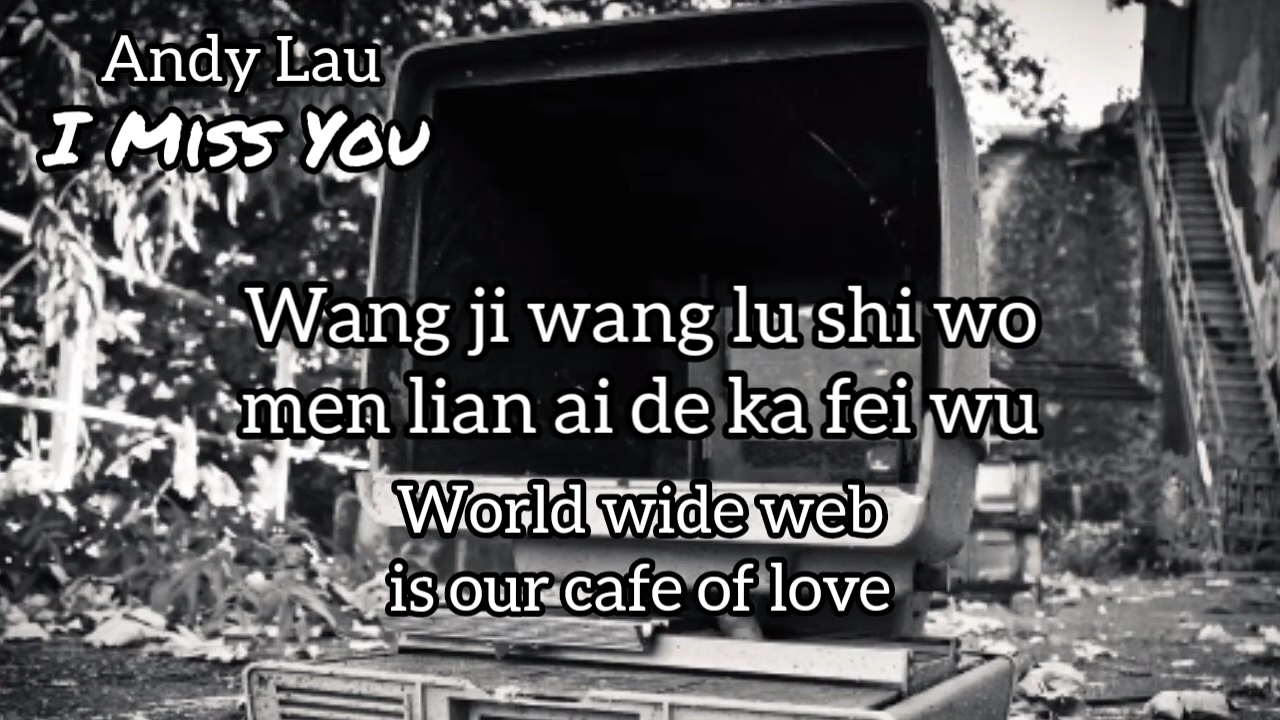 Andy Lau
I Miss You
Wang ji wang lu shi wo
men lian ai de ka fei wu
World wide web
is our cafe of love